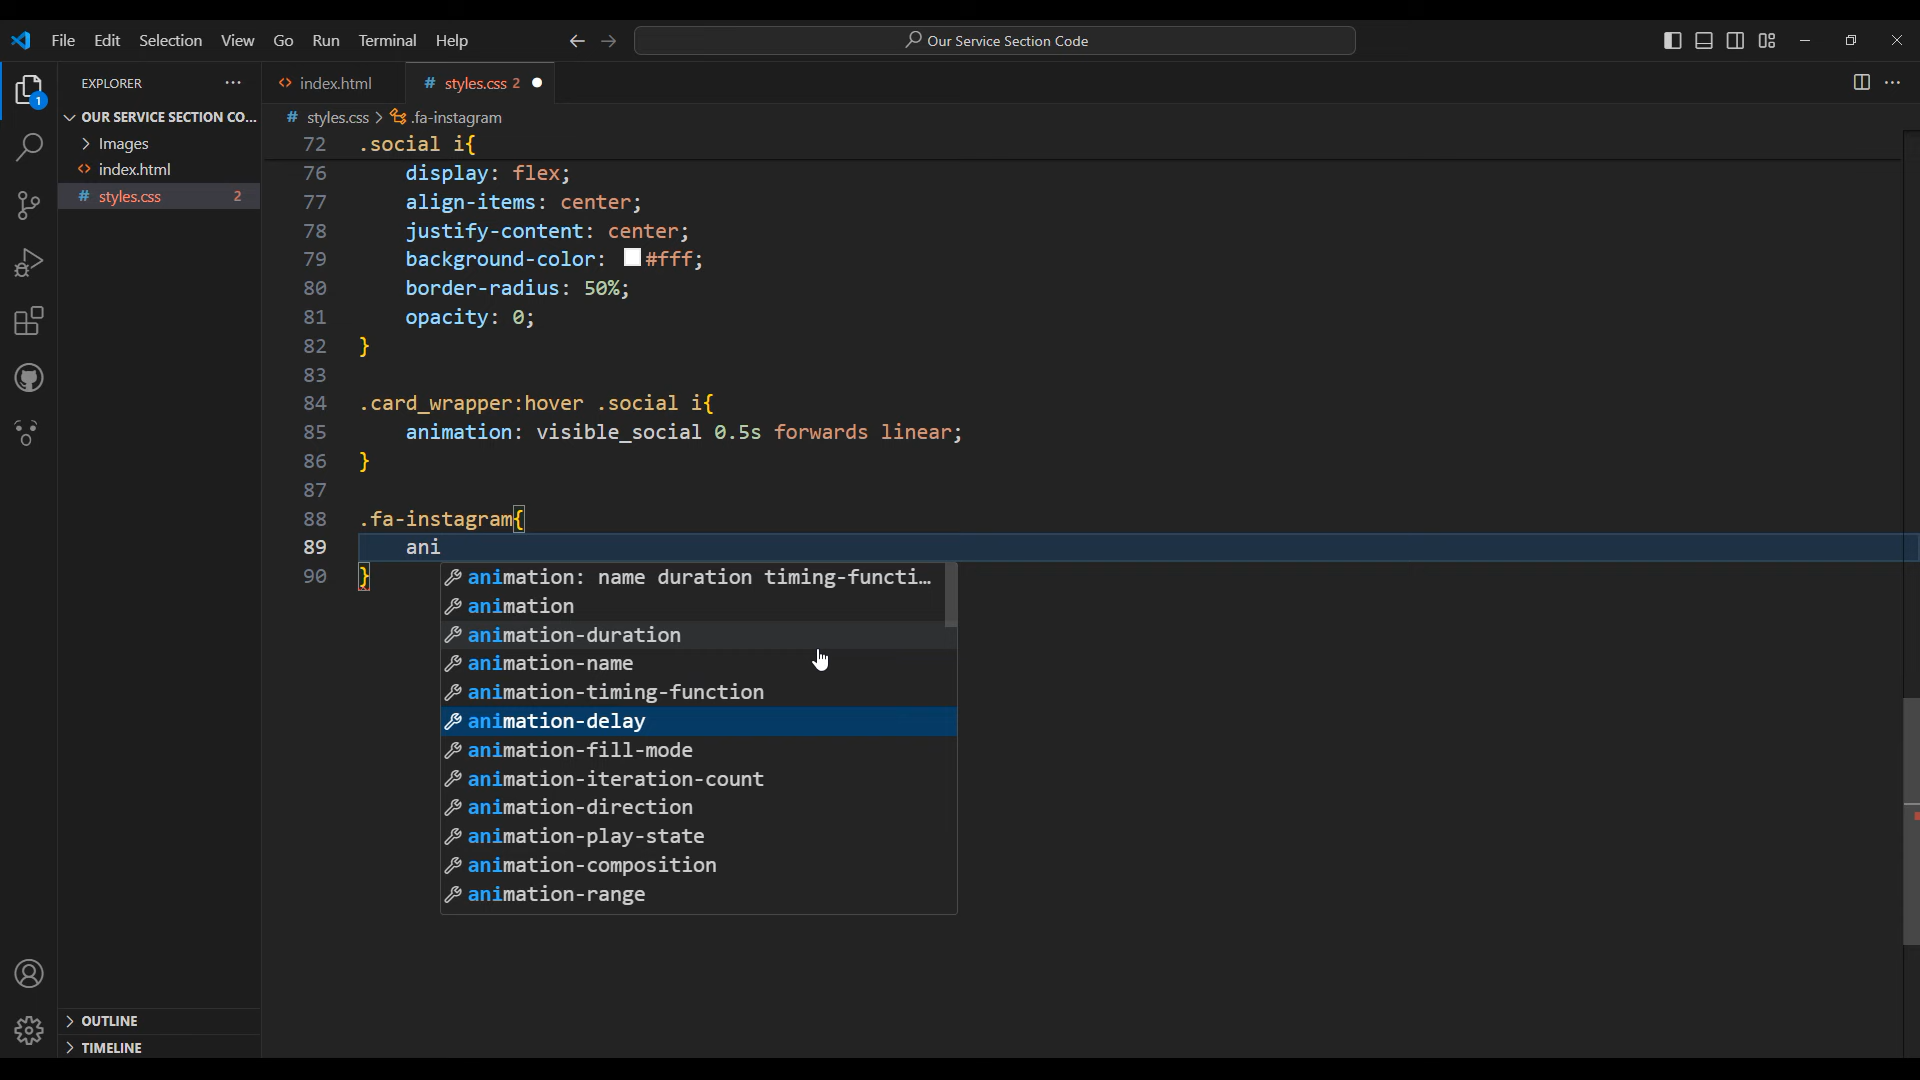 File Edit Selection View Go Run Terminal Help
Our Service Section Code
EXPLORER
index.html
# styles.css 2
OUR SERVICE SECTION CO...
Images
index.html
# styles.css 2
1
# styles.css > .fa-instagram
72 .social i{
76 display: flex;
77 align-items: center;
78 justify-content: center;
79 background-color: #fff;
80 border-radius: 50%;
81 opacity: 0;
82 }
83
84 .card_wrapper:hover .social i{
85 animation: visible_social 0.5s forwards linear;
86 }
87
88 .fa-instagram{
89 ani
90 }
animation: name duration timing-functi...
animation
animation-duration
animation-name
animation-timing-function
animation-delay
animation-fill-mode
animation-iteration-count
animation-direction
animation-play-state
animation-composition
animation-range
OUTLINE
TIMELINE